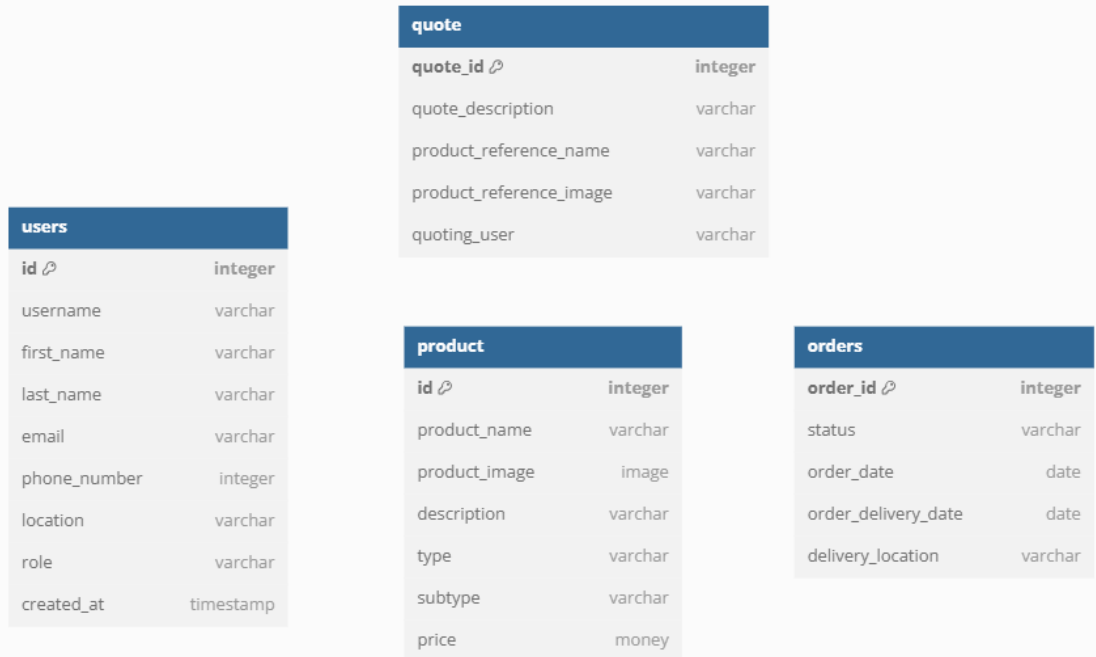 quote
quote_id integer
quote_description varchar
product_reference_name varchar
product_reference_image varchar
quoting_user varchar
users
id integer
username varchar
first_name varchar
last_name varchar
email varchar
phone_number integer
location varchar
role varchar
created_at timestamp
product
id integer
product_name varchar
product_image image
description varchar
type varchar
subtype varchar
price money
orders
order_id integer
status varchar
order_date date
order_delivery_date date
delivery_location varchar